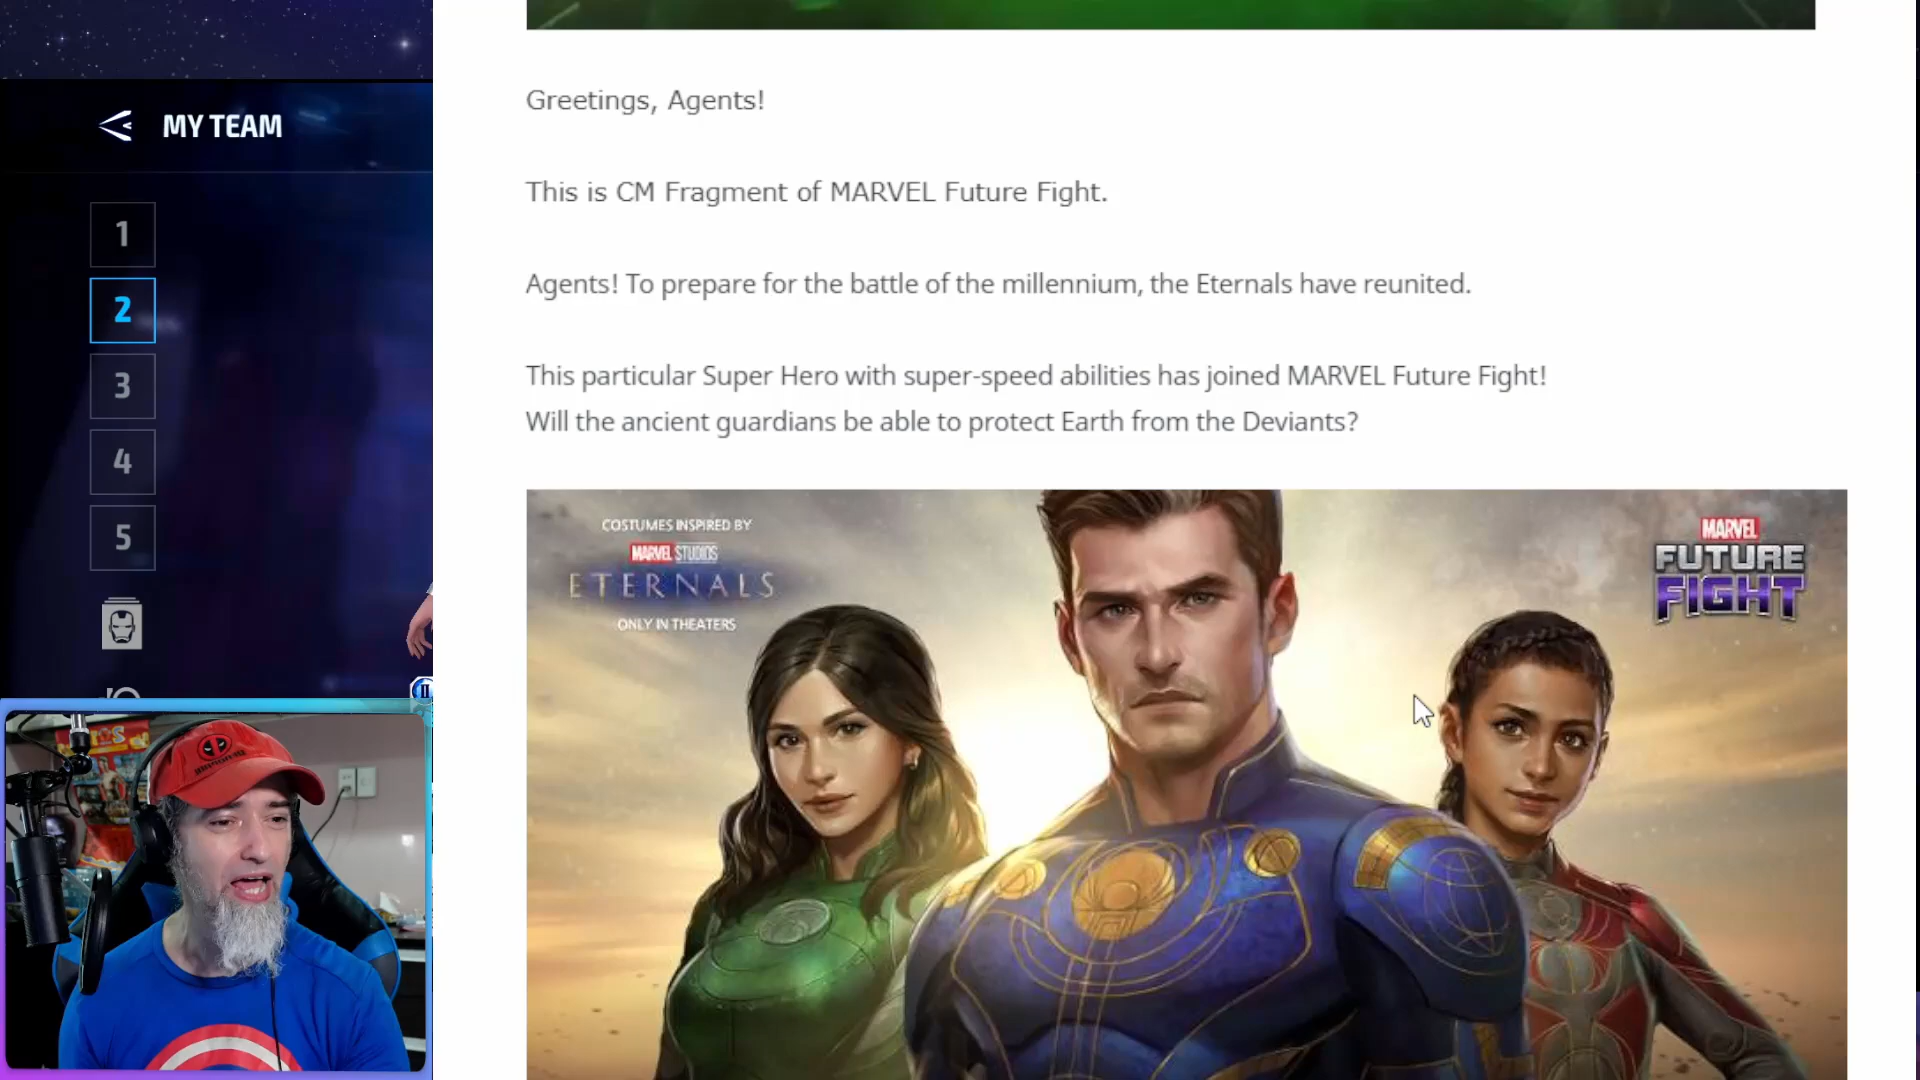 MY TEAM
1
2
3
4
5
Greetings, Agents!
This is CM Fragment of MARVEL Future Fight.
Agents! To prepare for the battle of the millennium, the Eternals have reunited.
This particular Super Hero with super-speed abilities has joined MARVEL Future Fight!
Will the ancient guardians be able to protect Earth from the Deviants?
COSTUMES INSPIRED BY
MARVEL STUDIOS
ETERNALS
ONLY IN THEATERS
MARVEL
FUTURE
FIGHT